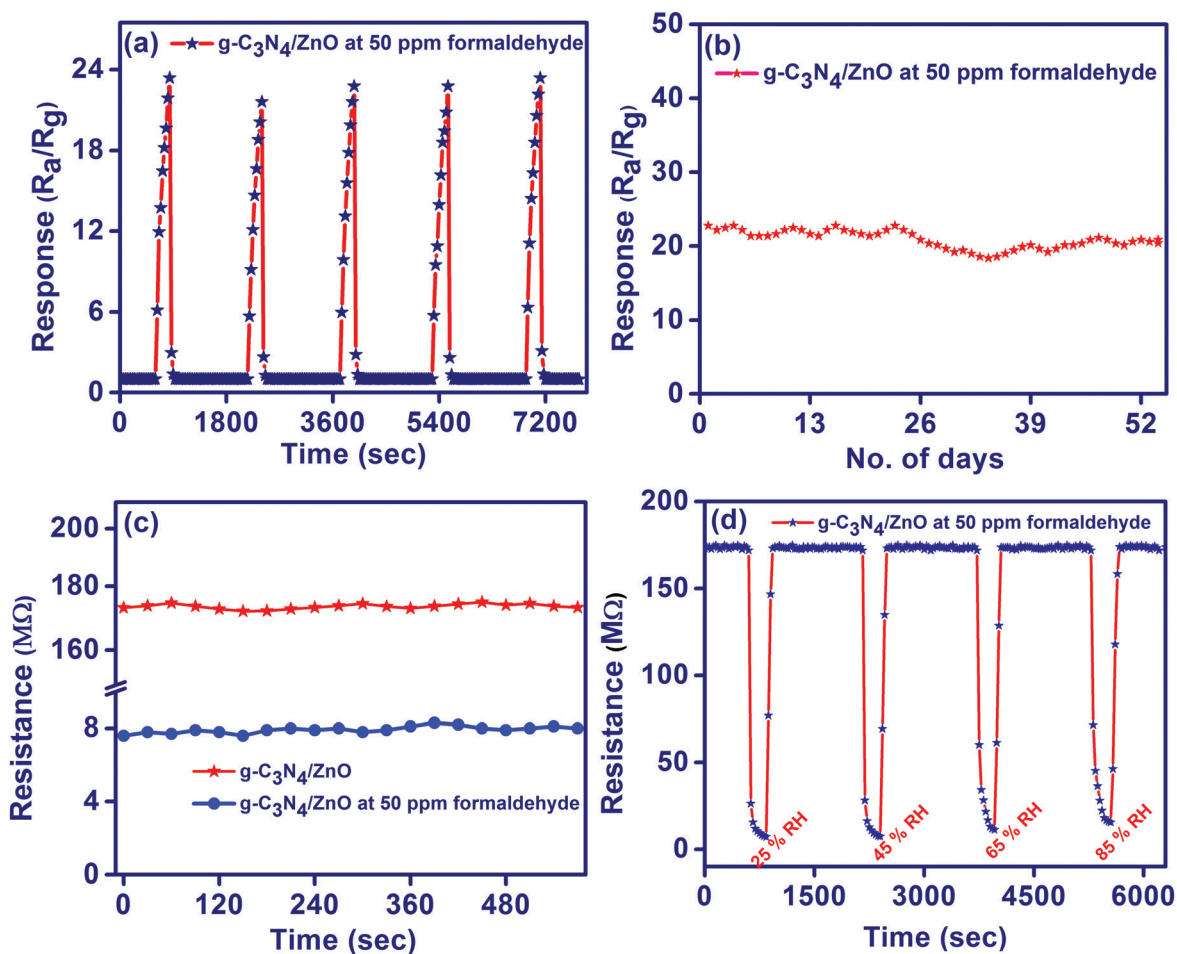 (a)
g-C3N4/ZnO at 50 ppm formaldehyde
Response (Ra/Rg)
24
18
12
6
0
0 1800 3600 5400 7200
Time (sec)
(b)
g-C3N4/ZnO at 50 ppm formaldehyde
Response (Ra/Rg)
50
40
30
20
10
0
0 13 26 39 52
No. of days
(c)
Resistance (MΩ)
200
180
160
8
4
0
g-C3N4/ZnO
g-C3N4/ZnO at 50 ppm formaldehyde
0 120 240 360 480
Time (sec)
(d)
g-C3N4/ZnO at 50 ppm formaldehyde
Resistance (MΩ)
200
150
100
50
0
25 % RH
45 % RH
65 % RH
85 % RH
0 1500 3000 4500 6000
Time (sec)